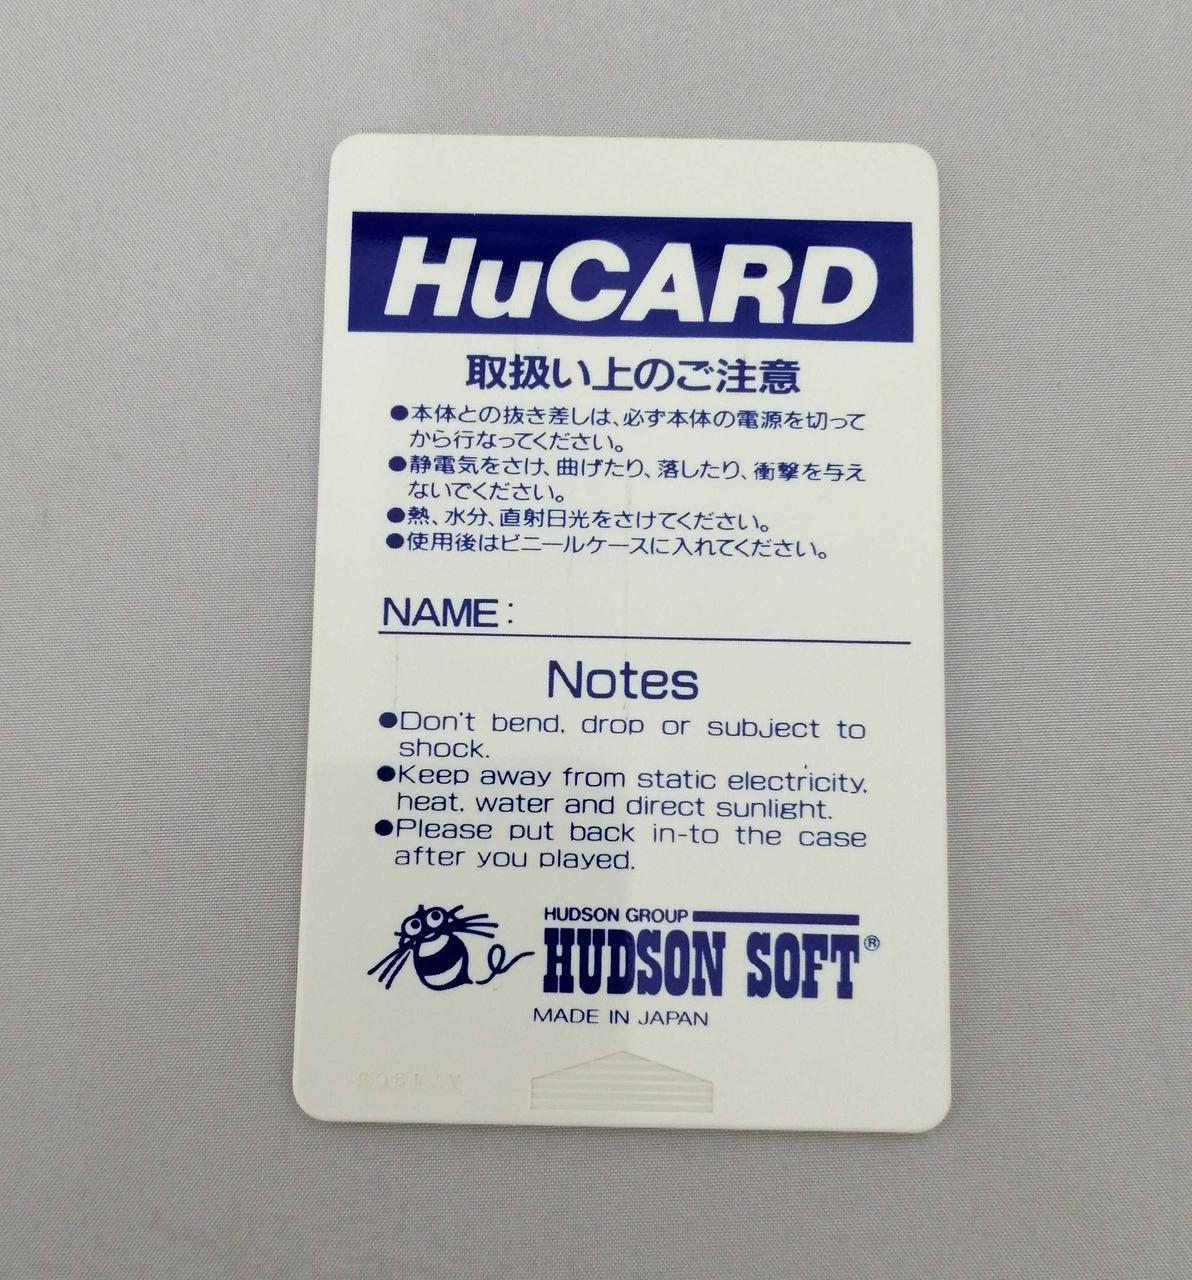 HuCARD
取扱い上のご注意
●本体との抜き差しは、必ず本体の電源を切って
から行なってください。
●静電気をさけ、曲げたり、落したり、衝撃を与え
ないでください。
●熱、水分、直射日光をさけてください。
●使用後はビニールケースに入れてください。
NAME:
Notes
●Don't bend, drop or subject to
shock.
●Keep away from static electricity,
heat, water and direct sunlight.
●Please put back in-to the case
after you played.
HUDSON GROUP
HUDSON SOFT®
MADE IN JAPAN